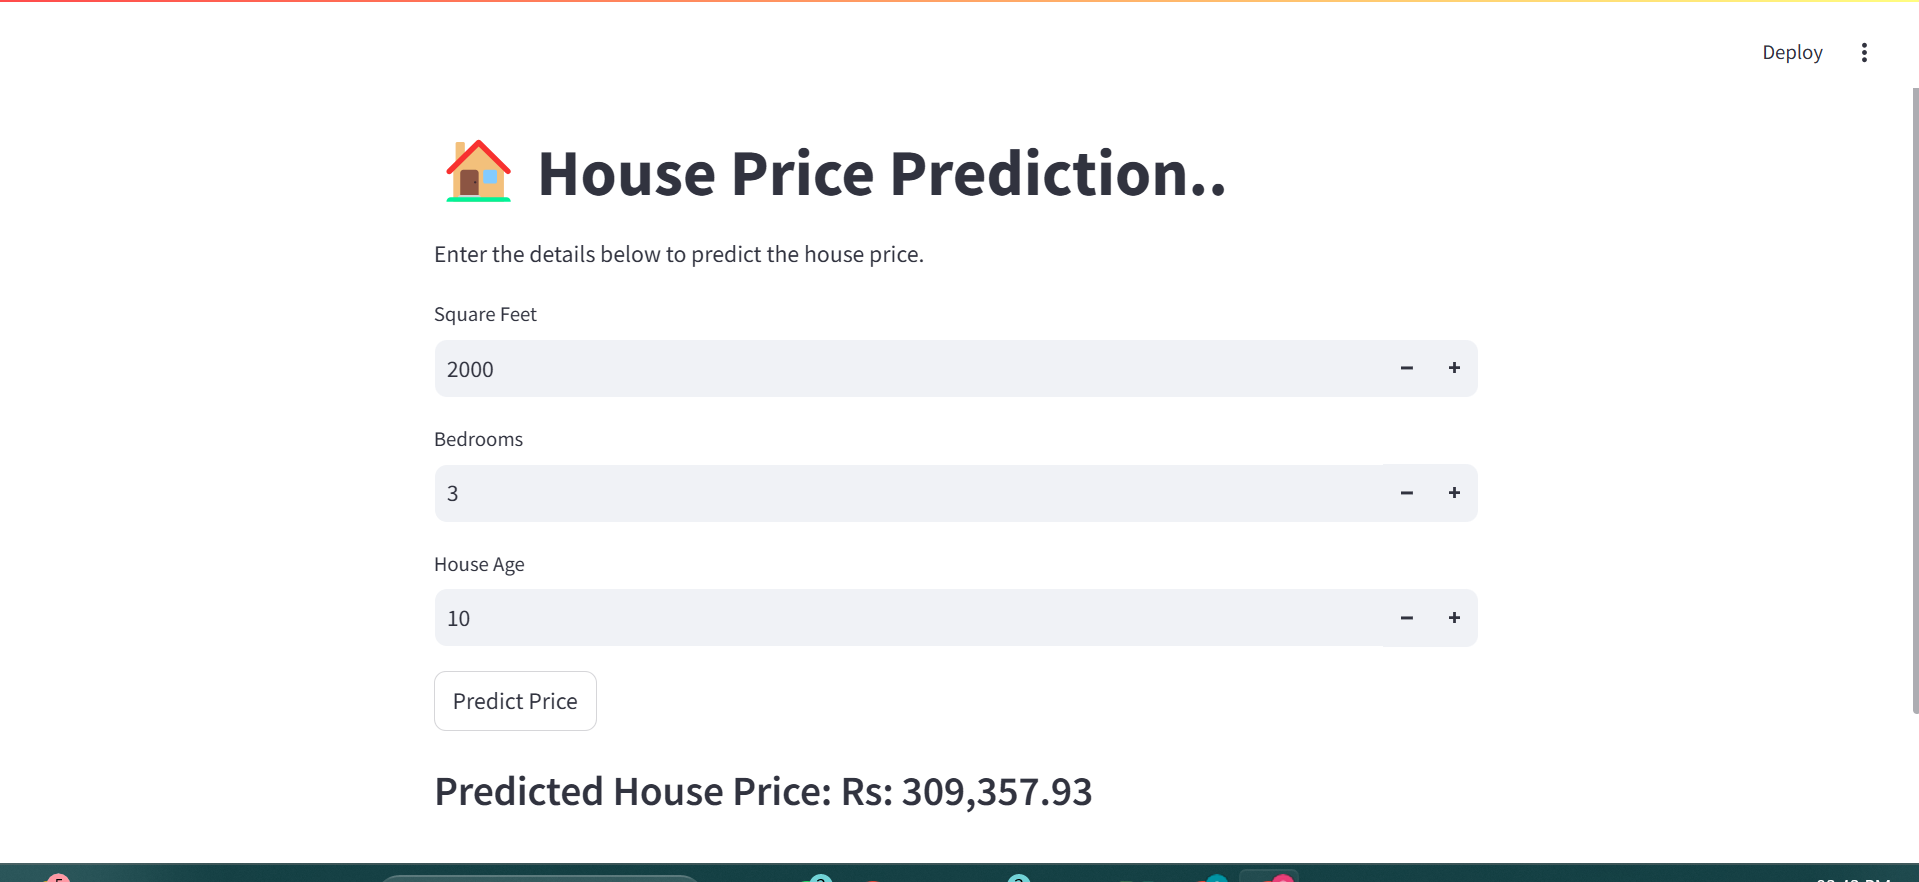 Deploy
House Price Prediction..
Enter the details below to predict the house price.
Square Feet
2000
Bedrooms
3
House Age
10
Predict Price
Predicted House Price: Rs: 309,357.93